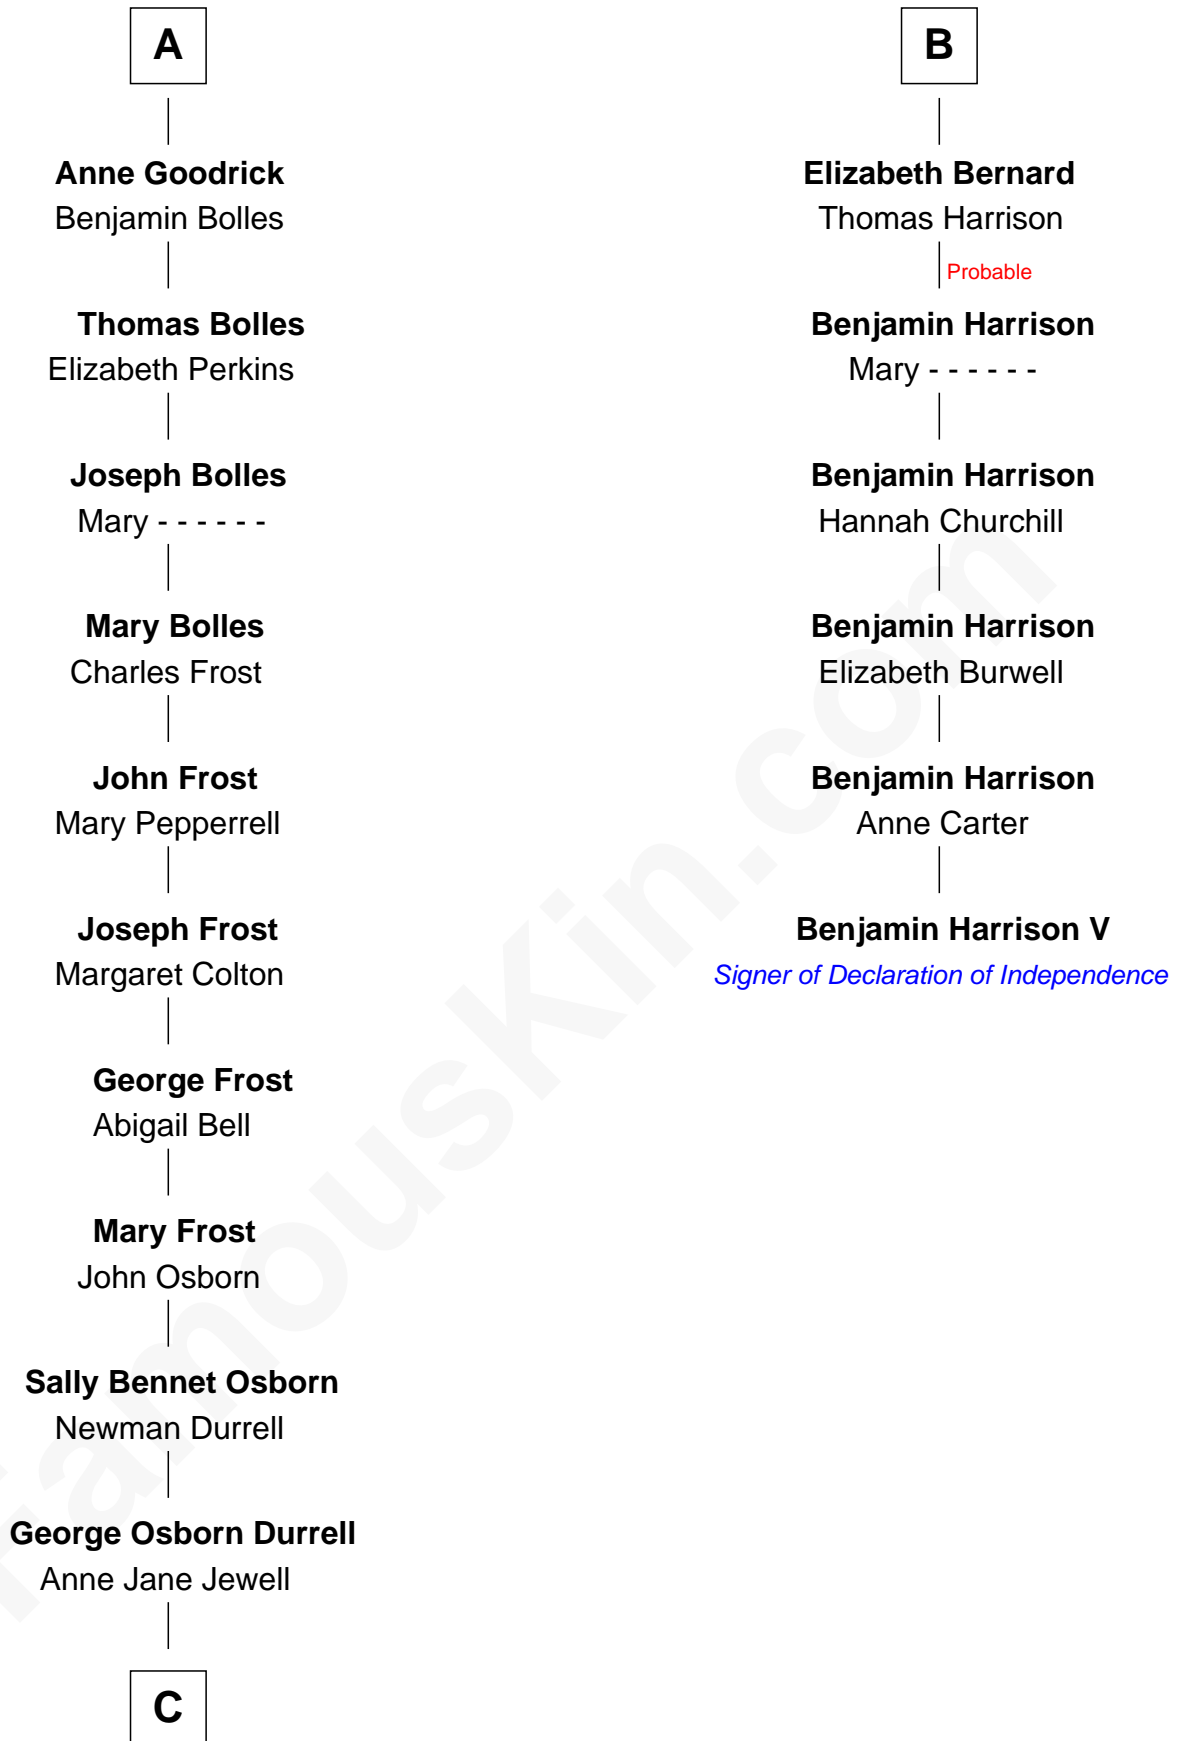 A
Anne Goodrick
Benjamin Bolles
Thomas Bolles
Elizabeth Perkins
Joseph Bolles
Mary - - - - - -
Mary Bolles
Charles Frost
John Frost
Mary Pepperrell
Joseph Frost
Margaret Colton
George Frost
Abigail Bell
Mary Frost
John Osborn
Sally Bennet Osborn
Newman Durrell
George Osborn Durrell
Anne Jane Jewell
C
B
Elizabeth Bernard
Thomas Harrison
Probable
Benjamin Harrison
Mary - - - - - -
Benjamin Harrison
Hannah Churchill
Benjamin Harrison
Elizabeth Burwell
Benjamin Harrison
Anne Carter
Benjamin Harrison V
Signer of Declaration of Independence
FamousKin.com